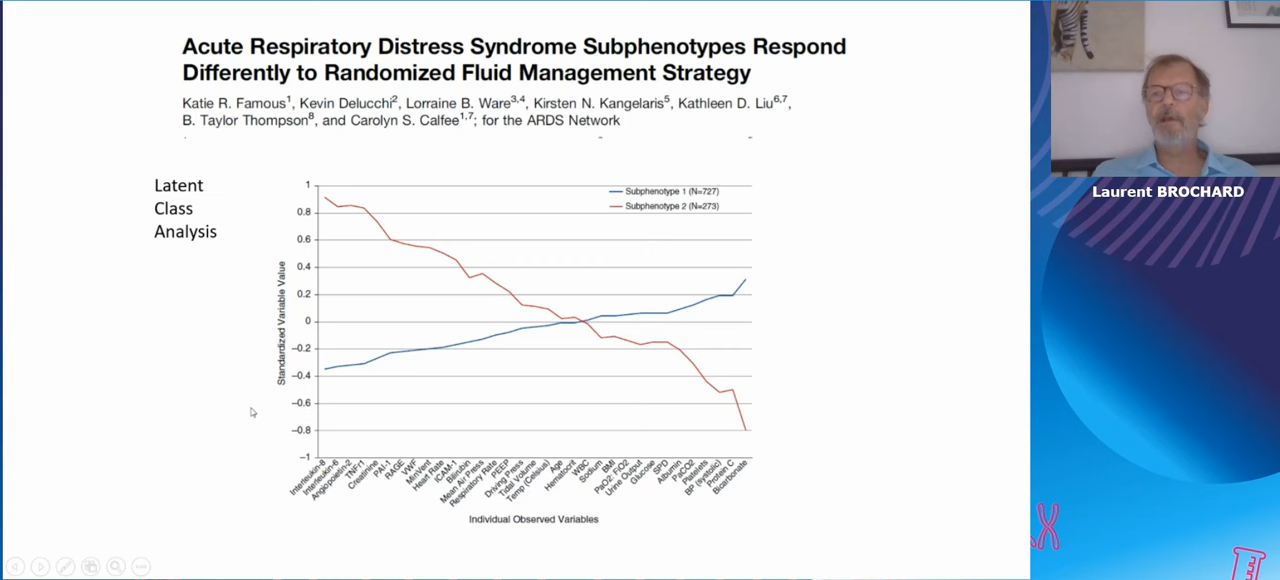 Acute Respiratory Distress Syndrome Subphenotypes Respond
Differently to Randomized Fluid Management Strategy
Katie R. Famous1, Kevin Delucchi2, Lorraine B. Ware3,4, Kirsten N. Kangelaris5, Kathleen D. Liu6,7,
B. Taylor Thompson8, and Carolyn S. Calfee1,7; for the ARDS Network
Latent
Class
Analysis
Subphenotype 1 (N=727)
Subphenotype 2 (N=273)
1
0.8
0.6
0.4
0.2
0
−0.2
−0.4
−0.6
−0.8
−1
Standardized Variable Value
Interleukin-8
Interleukin-6
Angiopoietin-2
TNFr1
Creatinine
PAI-1
RAGE
VWF
MinVent
Heart Rate
ICAM-1
Bilirubin
Mean Air Press
Respiratory Rate
PEEP
Driving Press
Tidal Volume
Temp (Celsius)
Age
Hematocrit
WBC
Sodium
BMI
PaO2: FiO2
Urine Output
Glucose
SPD
Albumin
PaCO2
Platelets
BP (systolic)
Protein C
Bicarbonate
Individual Observed Variables
Laurent BROCHARD